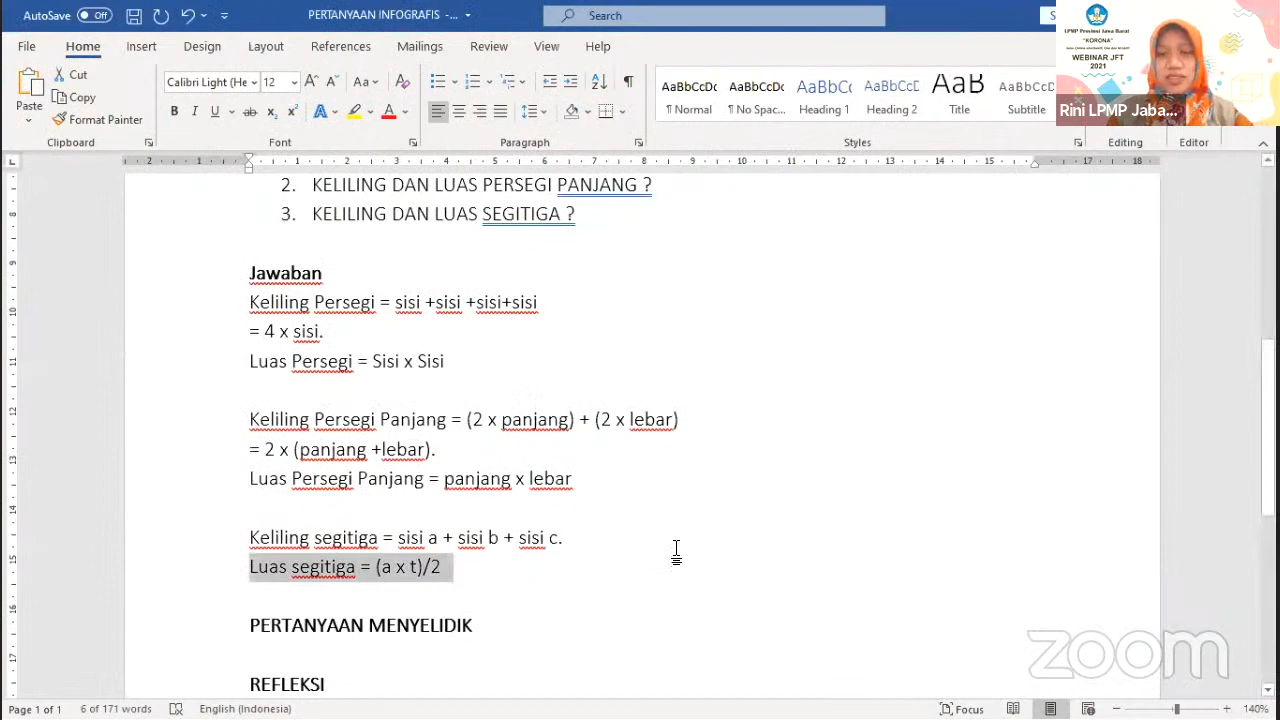 AutoSave Off PERTANYAAN INFOGRAFIS -... Search S
File Home Insert Design Layout References Mailings Review View Help
Paste Cut Copy Format Painter
Calibri Light (He 12
AaBbCcDc AaBbCcDc AaBbCc AaBbCcD AaB AaBbCcD
¶ Normal ¶ No Spac... Heading 1 Heading 2 Title Subtitle
Clipboard Font Paragraph Styles Editor
LPMP Provinsi Jawa Barat
"KORONA"
WEBINAR JFT
2021
Rini LPMP Jaba...
2. KELILING DAN LUAS PERSEGI PANJANG ?
3. KELILING DAN LUAS SEGITIGA ?
Jawaban
Keliling Persegi = sisi +sisi +sisi+sisi
= 4 x sisi.
Luas Persegi = Sisi x Sisi
Keliling Persegi Panjang = (2 x panjang) + (2 x lebar)
= 2 x (panjang +lebar).
Luas Persegi Panjang = panjang x lebar
Keliling segitiga = sisi a + sisi b + sisi c.
Luas segitiga = (a x t)/2
PERTANYAAN MENYELIDIK
REFLEKSI
zoom
Page 1 of 1 6 of 171 words English (Indonesia) Focus 140%